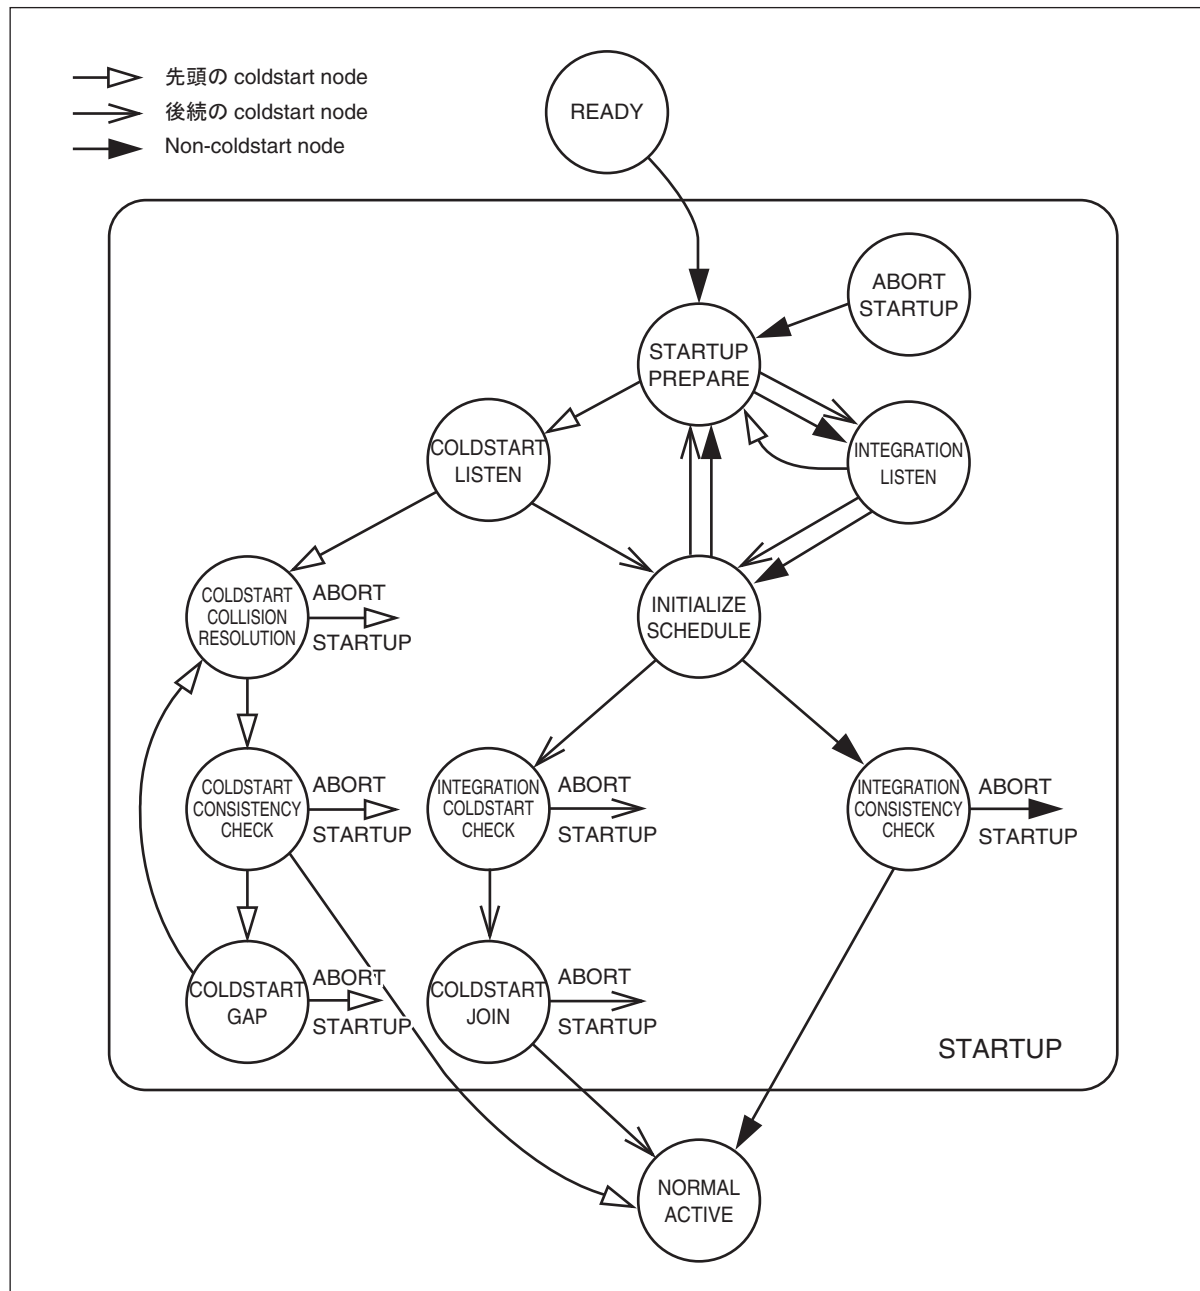 先頭の coldstart node
後続の coldstart node
Non-coldstart node
READY
ABORT
STARTUP
STARTUP
PREPARE
COLDSTART
LISTEN
INTEGRATION
LISTEN
COLDSTART
COLLISION
RESOLUTION
ABORT
STARTUP
INITIALIZE
SCHEDULE
COLDSTART
CONSISTENCY
CHECK
ABORT
STARTUP
INTEGRATION
COLDSTART
CHECK
ABORT
STARTUP
INTEGRATION
CONSISTENCY
CHECK
ABORT
STARTUP
COLDSTART
GAP
ABORT
STARTUP
COLDSTART
JOIN
ABORT
STARTUP
STARTUP
NORMAL
ACTIVE